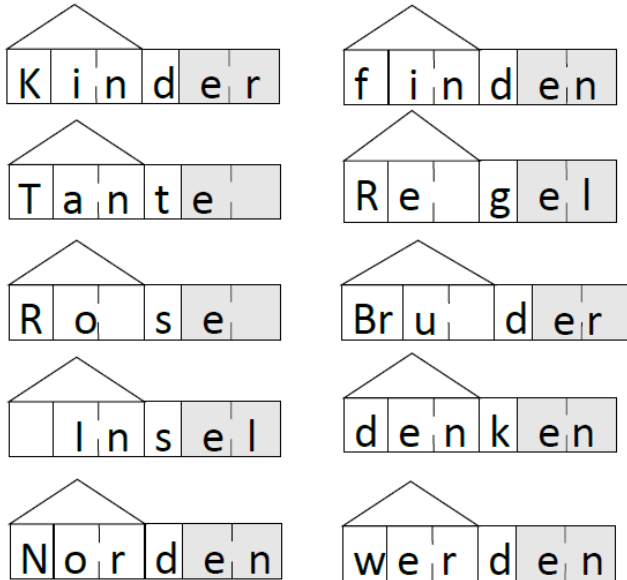 Kinder finden
Tante Regel
Rose Bruder
Insel denken
Norden werden